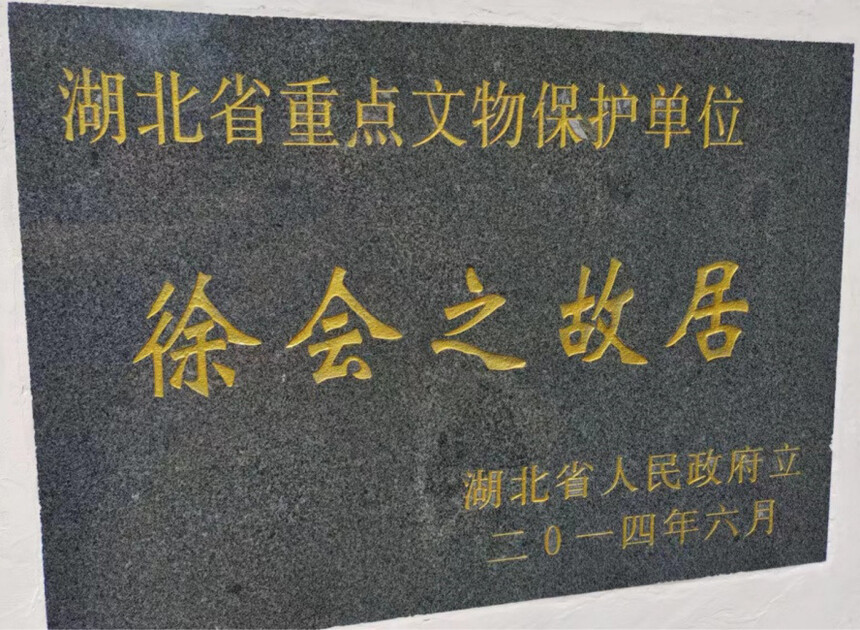 湖北省重点文物保护单位
徐会之故居
湖北省人民政府立
二0一四年六月